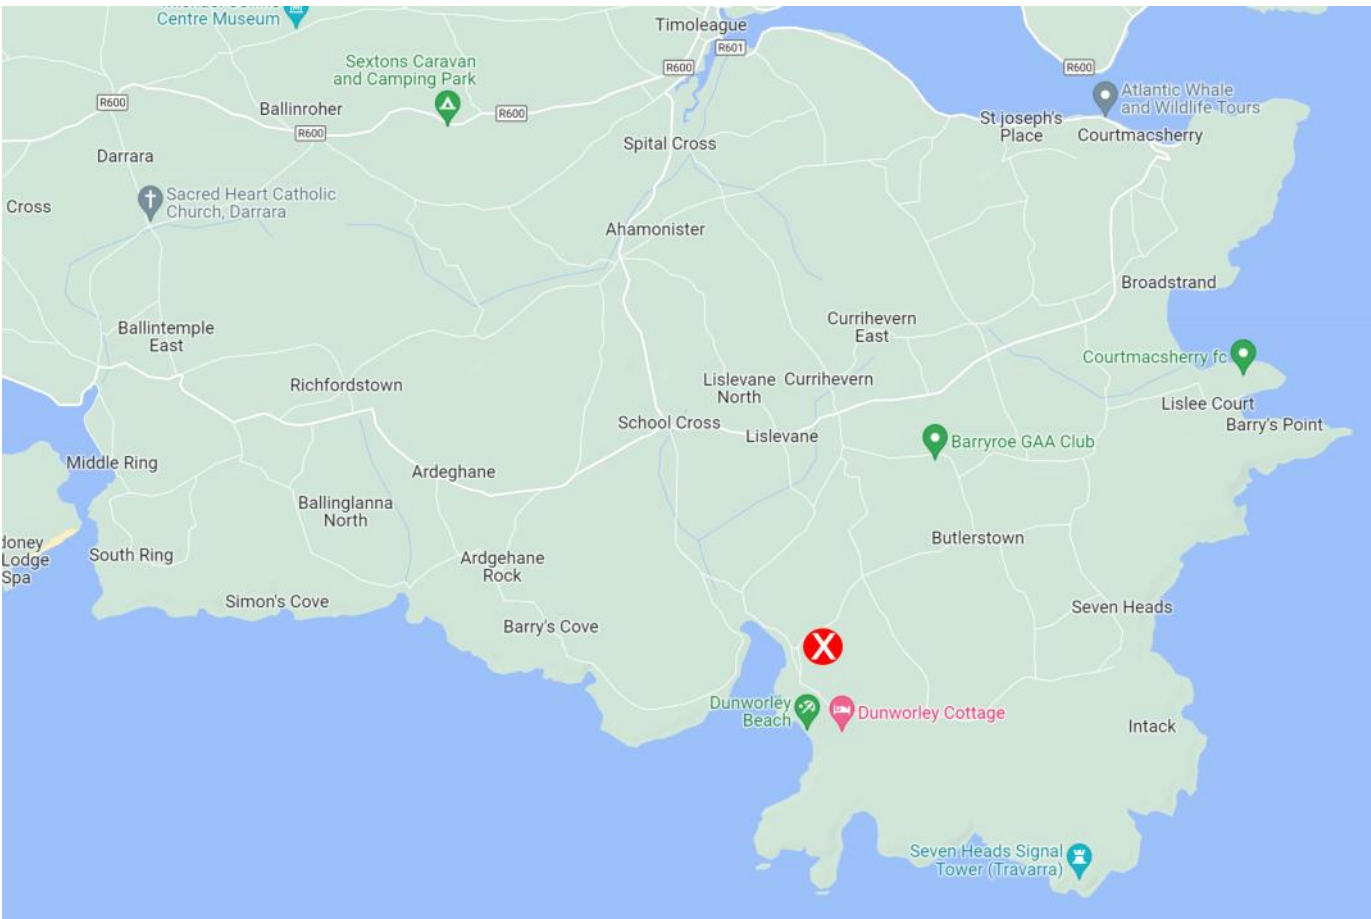 Centre Museum
Timoleague
R601
Sextons Caravan
and Camping Park
R600
R600
R600
Ballinroher
R600
R600
Atlantic Whale
and Wildlife Tours
St joseph's
Place
Courtmacsherry
Spital Cross
Darrara
Sacred Heart Catholic
Church, Darrara
Cross
Ahamonister
Broadstrand
Currihevern
East
Ballintemple
East
Courtmacsherry fc
Richfordstown
Lislevane
North
Currihevern
Lislee Court
School Cross
Lislevane
Barry's Point
Barryroe GAA Club
Middle Ring
Ardeghane
Ballinglanna
North
Butlerstown
doney
Lodge
Spa
South Ring
Ardgehane
Rock
Simon's Cove
Seven Heads
Barry's Cove
X
Dunworley
Beach
Dunworley Cottage
Intack
Seven Heads Signal
Tower (Travarra)